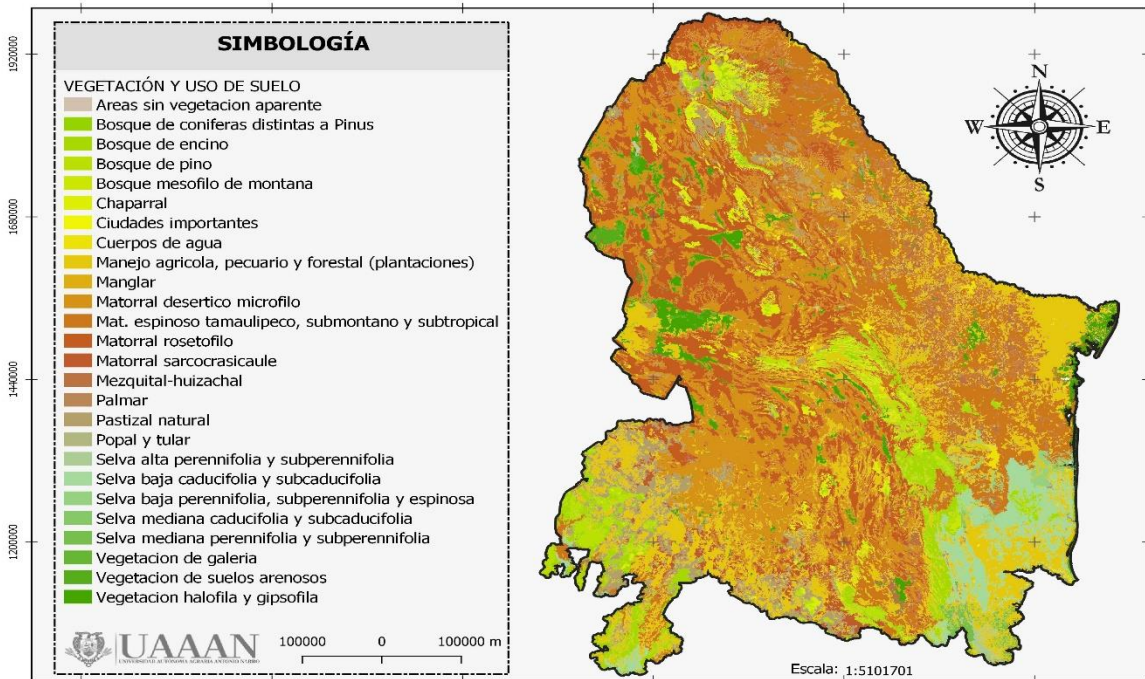 SIMBOLOGÍA
VEGETACIÓN Y USO DE SUELO
Areas sin vegetacion aparente
Bosque de coniferas distintas a Pinus
Bosque de encino
Bosque de pino
Bosque mesofilo de montana
Chaparral
Ciudades importantes
Cuerpos de agua
Manejo agricola, pecuario y forestal (plantaciones)
Manglar
Matorral desertico microfilo
Mat. espinoso tamaulipeco, submontano y subtropical
Matorral rosetofilo
Matorral sarcocrasicaule
Mezquital-huizachal
Palmar
Pastizal natural
Popal y tular
Selva alta perennifolia y subperennifolia
Selva baja caducifolia y subcaducifolia
Selva baja perennifolia, subperennifolia y espinosa
Selva mediana caducifolia y subcaducifolia
Selva mediana perennifolia y subperennifolia
Vegetacion de galeria
Vegetacion de suelos arenosos
Vegetacion halofila y gipsofila
UAAAN
UNIVERSIDAD AUTONOMA AGRARIA ANTONIO NARRO
100000 0 100000 m
1920000
1680000
1440000
1200000
N
W E
S
Escala: 1:5101701